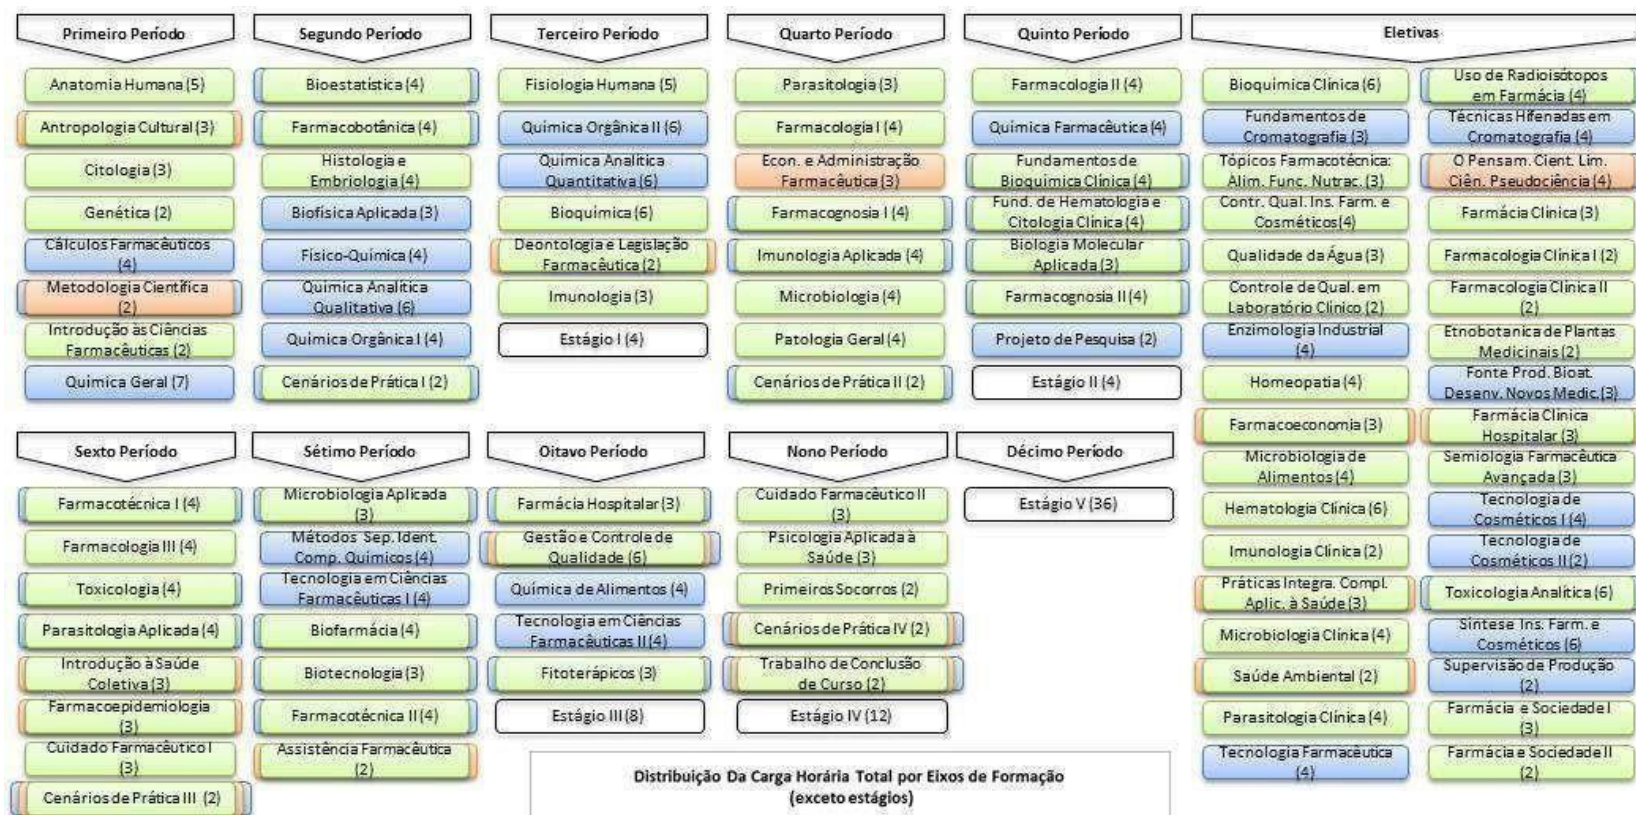 Primeiro Período
Anatomia Humana (5)
Antropologia Cultural (3)
Citologia (3)
Genética (2)
Cálculos Farmacêuticos
(4)
Metodologia Científica
(2)
Introdução às Ciências
Farmacêuticas (2)
Química Geral (7)
Segundo Período
Bioestatística (4)
Farmacobotânica (4)
Histologia e
Embriologia (4)
Biofísica Aplicada (3)
Físico-Química (4)
Química Analítica
Qualitativa (6)
Química Orgânica I (4)
Cenários de Prática I (2)
Terceiro Período
Fisiologia Humana (5)
Química Orgânica II (6)
Química Analítica
Quantitativa (6)
Bioquímica (6)
Deontologia e Legislação
Farmacêutica (2)
Imunologia (3)
Estágio I (4)
Quarto Período
Parasitologia (3)
Farmacologia I (4)
Econ. e Administração
Farmacêutica (3)
Farmacognosia I (4)
Imunologia Aplicada (4)
Microbiologia (4)
Patologia Geral (4)
Cenários de Prática II (2)
Quinto Período
Farmacologia II (4)
Química Farmacêutica (4)
Fundamentos de
Bioquímica Clínica (4)
Fund. de Hematologia e
Citologia Clínica (4)
Biologia Molecular
Aplicada (3)
Farmacognosia II (4)
Projeto de Pesquisa (2)
Estágio II (4)
Eletivas
Bioquímica Clínica (6)
Fundamentos de
Cromatografia (3)
Tópicos Farmacotécnica:
Alim. Func. Nutrac. (3)
Contr. Qual. Ins. Farm. e
Cosméticos(4)
Qualidade da Água (3)
Controle de Qual. em
Laboratório Clínico (2)
Enzimologia Industrial
(4)
Homeopatia (4)
Farmacoeconomia (3)
Microbiologia de
Alimentos (4)
Hematologia Clínica (6)
Imunologia Clínica (2)
Práticas Integra. Compl.
Aplic. à Saúde (3)
Microbiologia Clínica (4)
Saúde Ambiental (2)
Parasitologia Clínica (4)
Tecnologia Farmacêutica
(4)
Uso de Radioisótopos
em Farmácia (4)
Técnicas Hifenadas em
Cromatografia (4)
O Pensam. Cient. Lim.
Ciên. Pseudociência (4)
Farmácia Clínica (3)
Farmacologia Clínica I (2)
Farmacologia Clínica II
(2)
Etnobotanica de Plantas
Medicinais (2)
Fonte Prod. Bioat.
Desenv. Novos Medic.(3)
Farmácia Clínica
Hospitalar (3)
Semiologia Farmacêutica
Avançada (3)
Tecnologia de
Cosméticos I (4)
Tecnologia de
Cosméticos II (2)
Toxicologia Analítica (6)
Síntese Ins. Farm. e
Cosméticos (6)
Supervisão de Produção
(2)
Farmácia e Sociedade I
(3)
Farmácia e Sociedade II
(2)
Sexto Período
Farmacotécnica I (4)
Farmacologia III (4)
Toxicologia (4)
Parasitologia Aplicada (4)
Introdução à Saúde
Coletiva (3)
Farmacoepidemiologia
(3)
Cuidado Farmacêutico I
(3)
Cenários de Prática III (2)
Sétimo Período
Microbiologia Aplicada
(3)
Métodos Sep. Ident.
Comp. Químicos (4)
Tecnologia em Ciências
Farmacêuticas I (4)
Biofarmácia (4)
Biotecnologia (3)
Farmacotécnica II (4)
Assistência Farmacêutica
(2)
Oitavo Período
Farmácia Hospitalar (3)
Gestão e Controle de
Qualidade (6)
Química de Alimentos (4)
Tecnologia em Ciências
Farmacêuticas II (4)
Fitoterápicos (3)
Estágio III (8)
Nono Período
Cuidado Farmacêutico II
(3)
Psicologia Aplicada à
Saúde (3)
Primeiros Socorros (2)
Cenários de Prática IV (2)
Trabalho de Conclusão
de Curso (2)
Estágio IV (12)
Décimo Período
Estágio V (36)
Distribuição Da Carga Horária Total por Eixos de Formação
(exceto estágios)